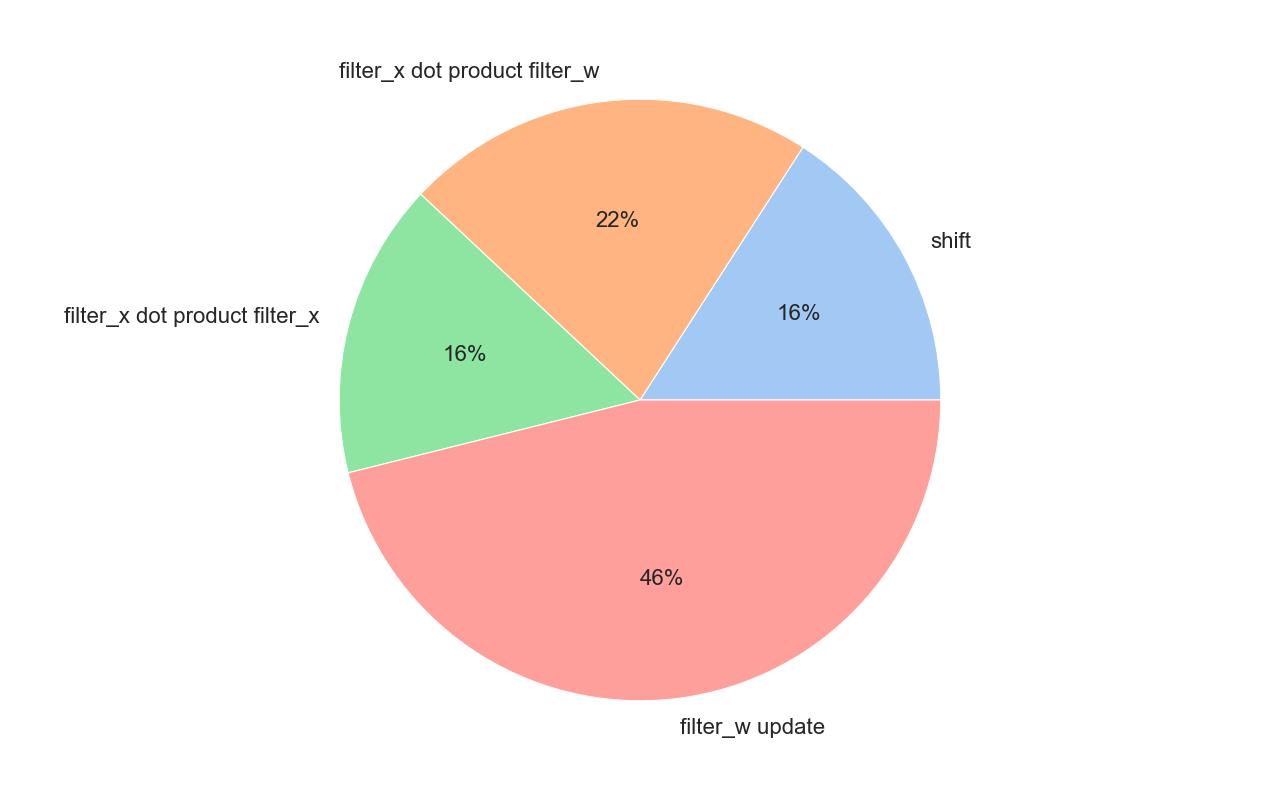 filter_x dot product filter_w
22%
shift
16%
filter_x dot product filter_x
16%
46%
filter_w update